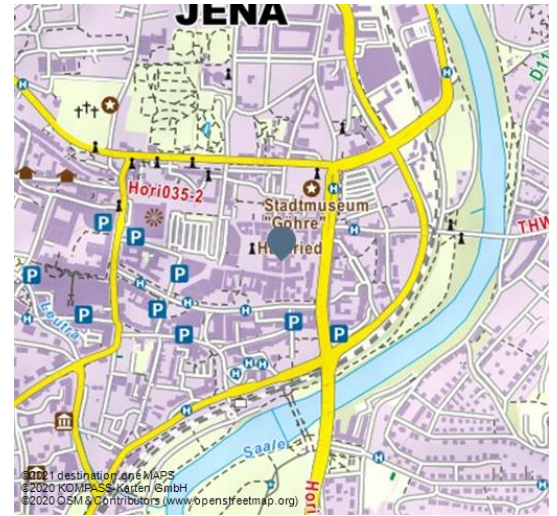 JENA
D11
Hori035-2
Stadtmuseum
"Göhre"
THW
Leutra
Saale
Hori
©2021 destination.one MAPS
©2020 KOMPASS-Karten GmbH
©2020 OSM & Contributors (www.openstreetmap.org)